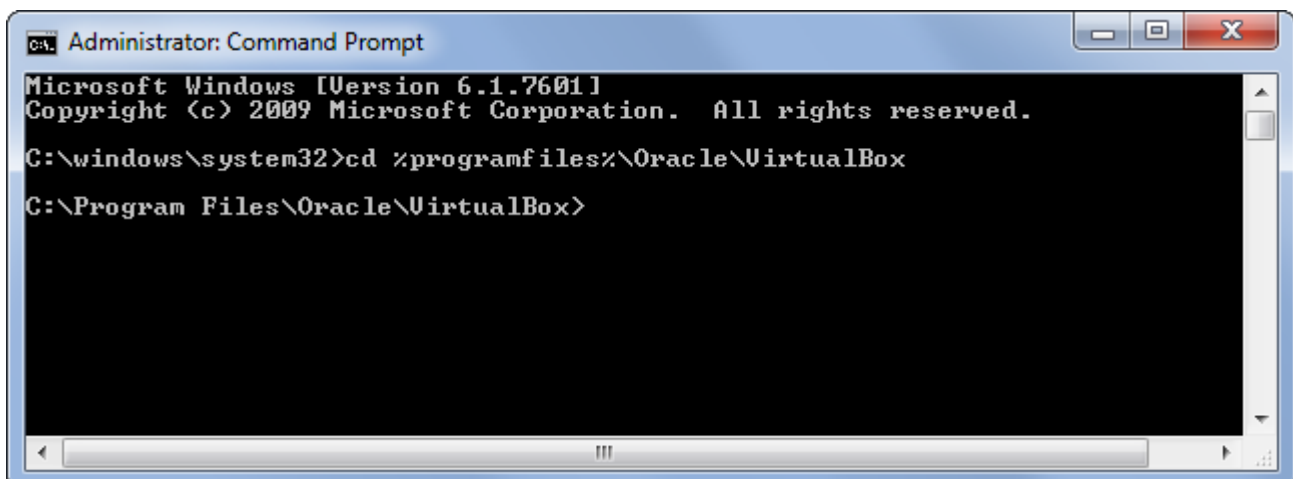 Administrator: Command Prompt
Microsoft Windows [Version 6.1.7601]
Copyright (c) 2009 Microsoft Corporation.  All rights reserved.
C:\windows\system32>cd %programfiles%\Oracle\VirtualBox
C:\Program Files\Oracle\VirtualBox>